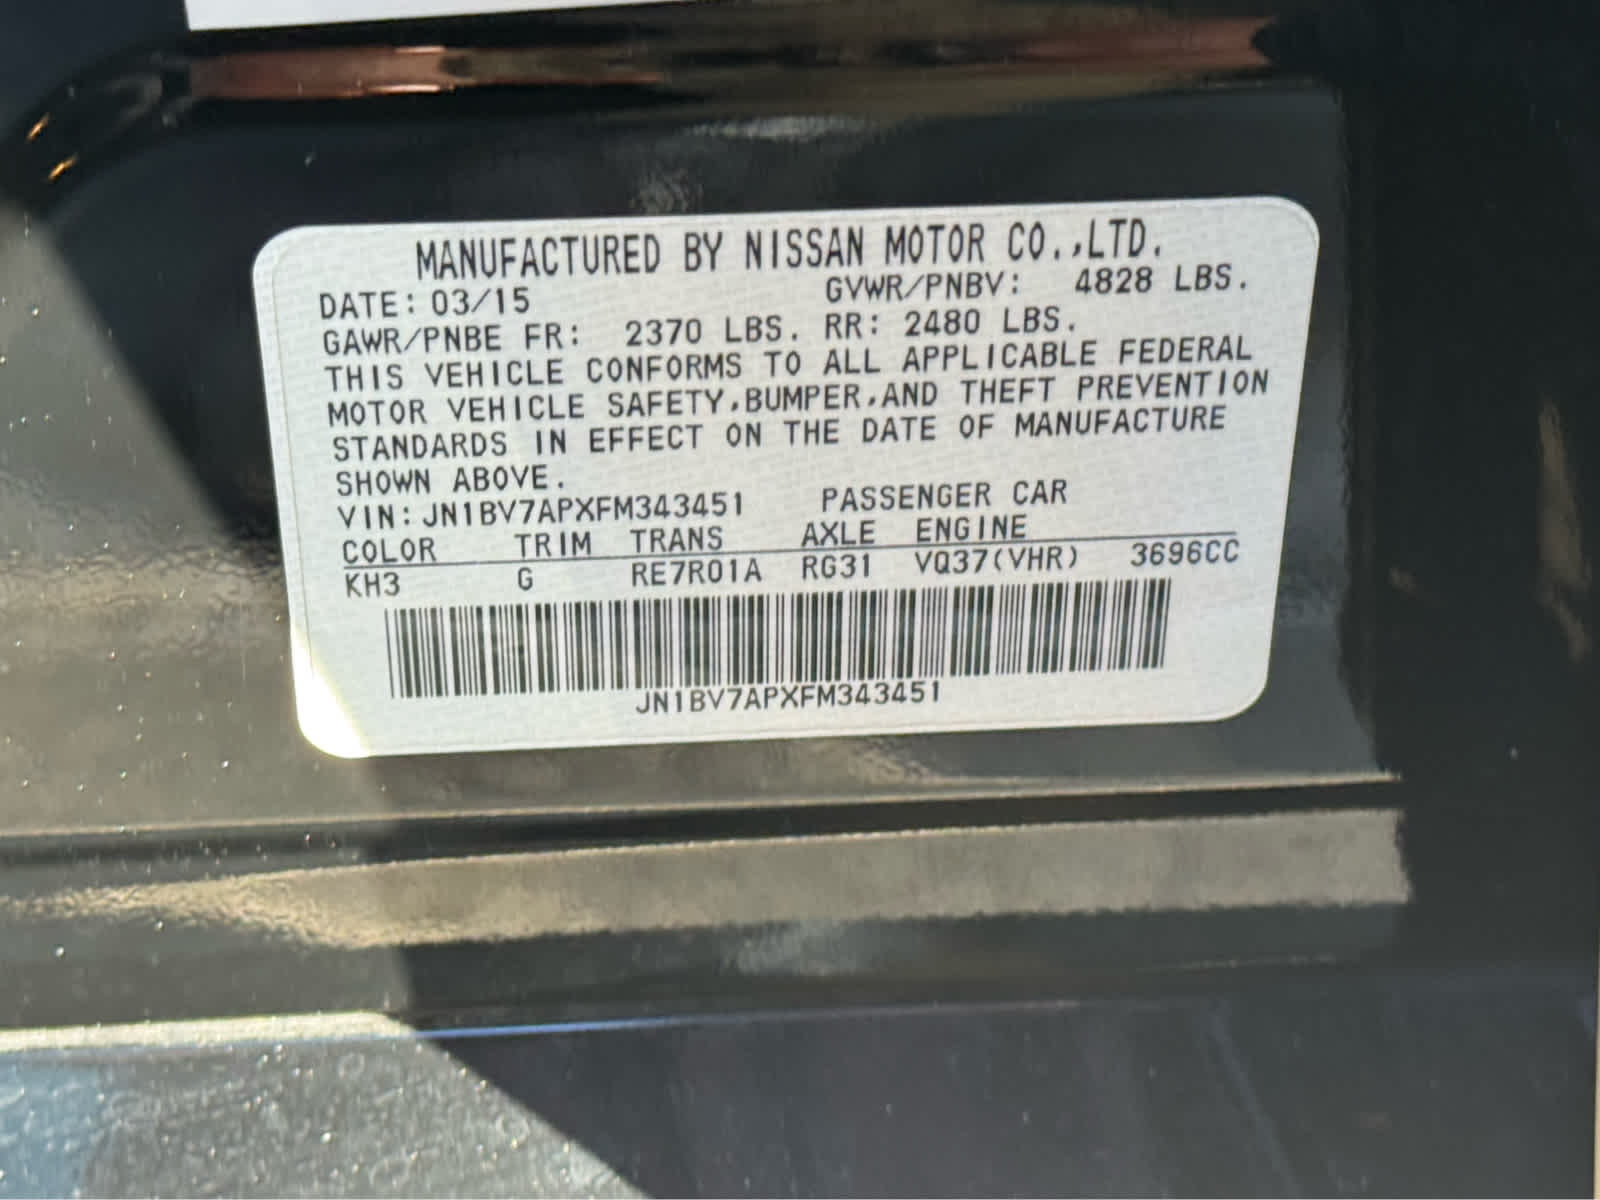 MANUFACTURED BY NISSAN MOTOR CO.,LTD.
DATE: 03/15 GVWR/PNBV: 4828 LBS.
GAWR/PNBE FR: 2370 LBS. RR: 2480 LBS.
THIS VEHICLE CONFORMS TO ALL APPLICABLE FEDERAL
MOTOR VEHICLE SAFETY,BUMPER,AND THEFT PREVENTION
STANDARDS IN EFFECT ON THE DATE OF MANUFACTURE
SHOWN ABOVE.
VIN: JN1BV7APXFM343451 PASSENGER CAR
COLOR TRIM TRANS AXLE ENGINE
KH3 G RE7R01A RG31 VQ37(VHR) 3696CC
JN1BV7APXFM343451